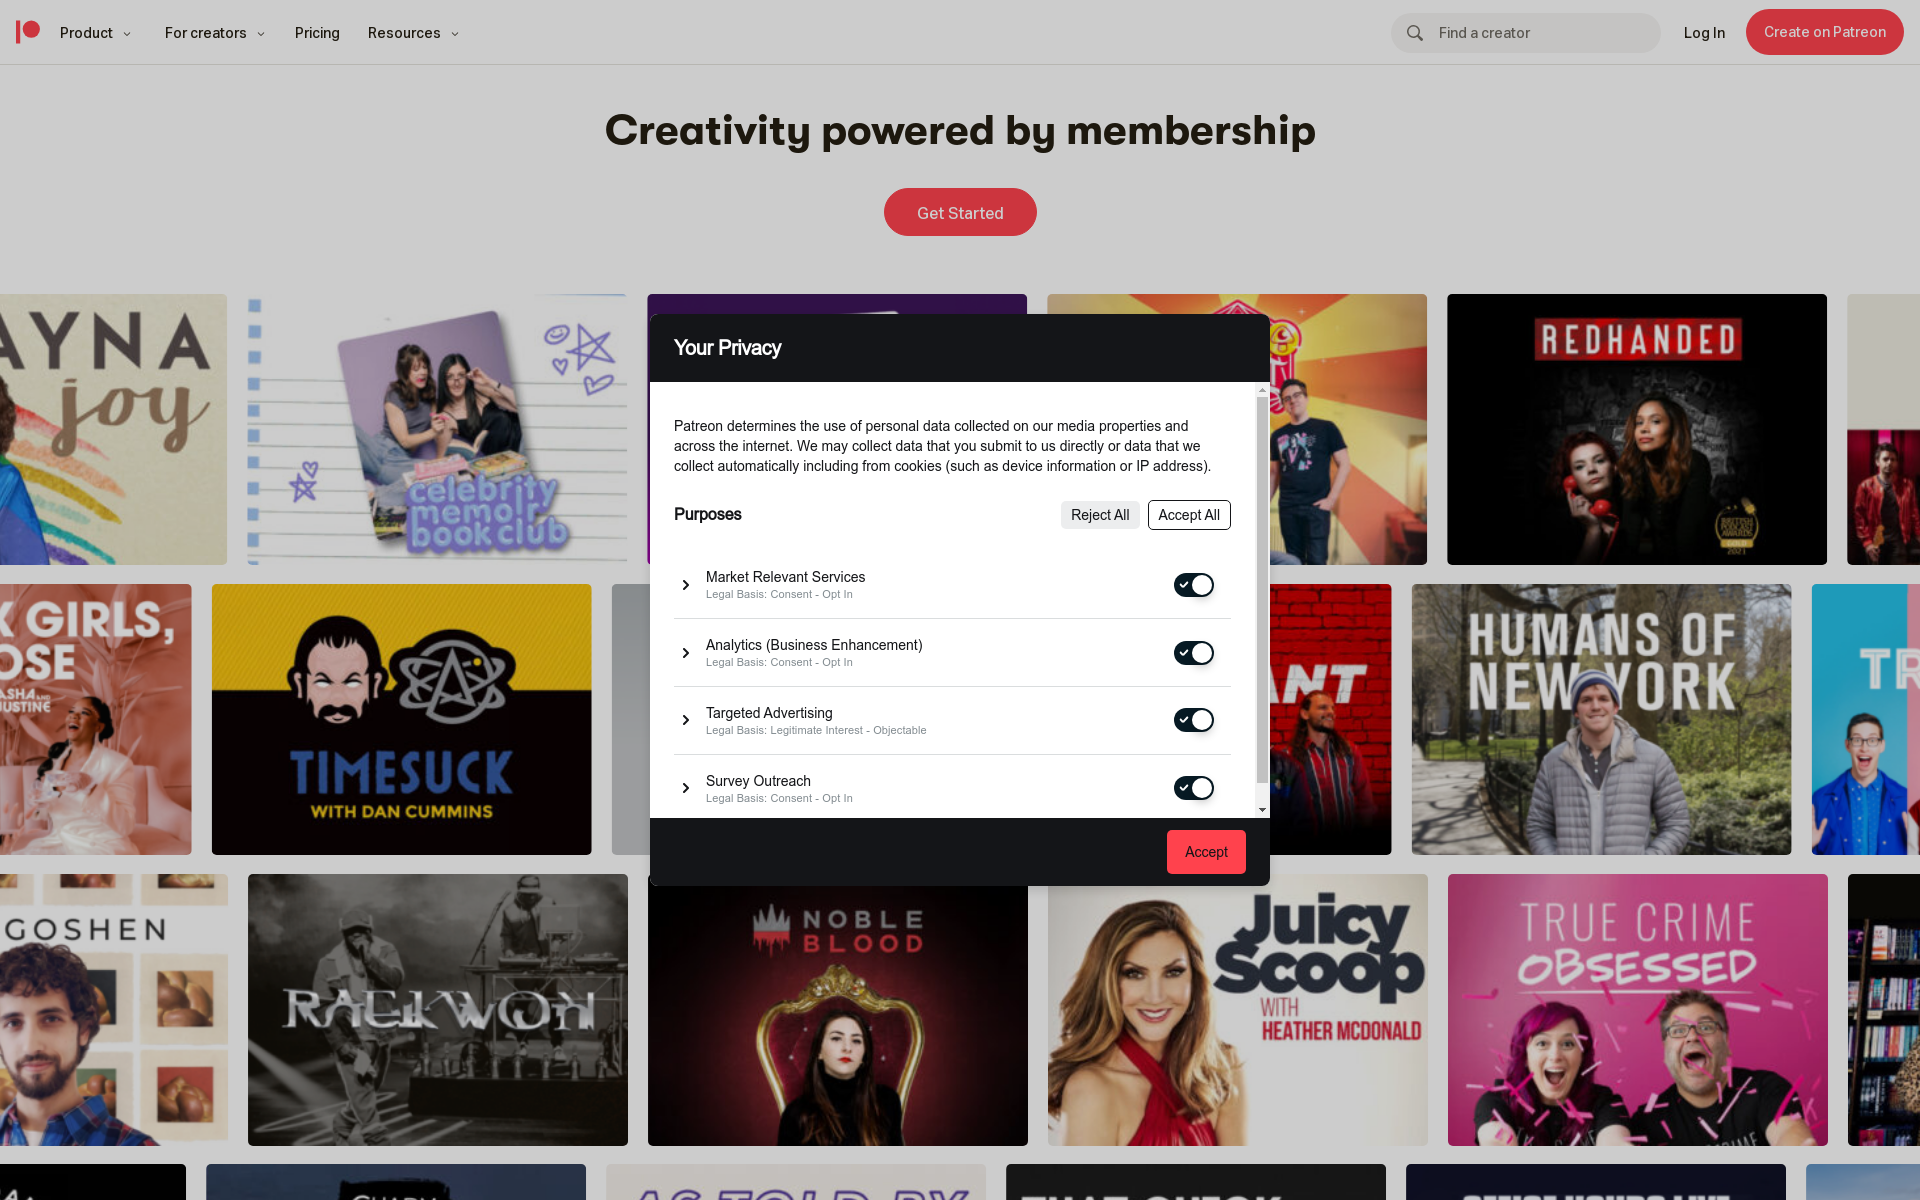 Product
For creators
Pricing
Resources
Find a creator
Log In
Create on Patreon
Creativity powered by membership
Get Started
AYNA
joy
celebrity
memoir
book club
REDHANDED
Your Privacy
Patreon determines the use of personal data collected on our media properties and
across the internet. We may collect data that you submit to us directly or data that we
collect automatically including from cookies (such as device information or IP address).
Purposes
Reject All
Accept All
Market Relevant Services
Legal Basis: Consent - Opt In
Analytics (Business Enhancement)
Legal Basis: Consent - Opt In
Targeted Advertising
Legal Basis: Legitimate Interest - Objectable
Survey Outreach
Legal Basis: Consent - Opt In
Accept
X GIRLS,
OSE
ASHA AND
JUSTINE
TIMESUCK
WITH DAN CUMMINS
ANT
HUMANS OF
NEW YORK
TR
GOSHEN
RAEKWON
NOBLE
BLOOD
Juicy
Scoop
WITH
HEATHER MCDONALD
TRUE CRIME
OBSESSED
AS TOLD BY